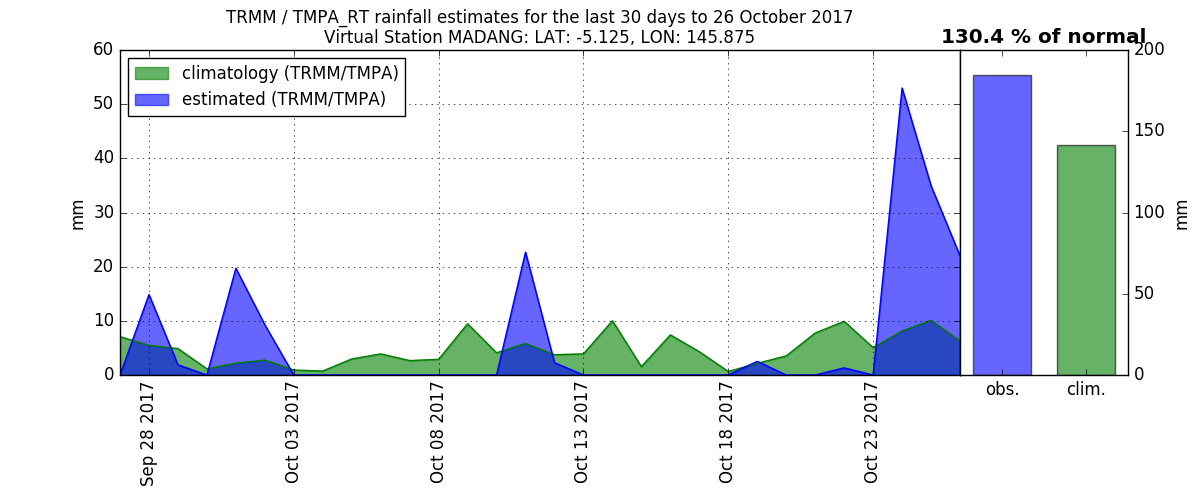 TRMM / TMPA_RT rainfall estimates for the last 30 days to 26 October 2017
Virtual Station MADANG: LAT: -5.125, LON: 145.875
130.4 % of normal
climatology (TRMM/TMPA)
estimated (TRMM/TMPA)
60
50
40
30
20
10
0
mm
Sep 28 2017
Oct 03 2017
Oct 08 2017
Oct 13 2017
Oct 18 2017
Oct 23 2017
obs.
clim.
200
150
100
50
0
mm